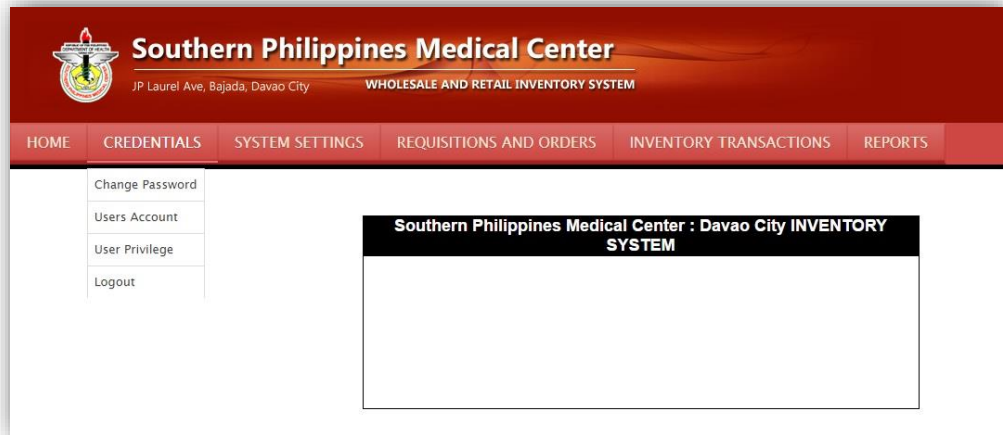 Southern Philippines Medical Center
JP Laurel Ave, Bajada, Davao City WHOLESALE AND RETAIL INVENTORY SYSTEM
HOME CREDENTIALS SYSTEM SETTINGS REQUISITIONS AND ORDERS INVENTORY TRANSACTIONS REPORTS
Change Password
Users Account
User Privilege
Logout
Southern Philippines Medical Center : Davao City INVENTORY
SYSTEM